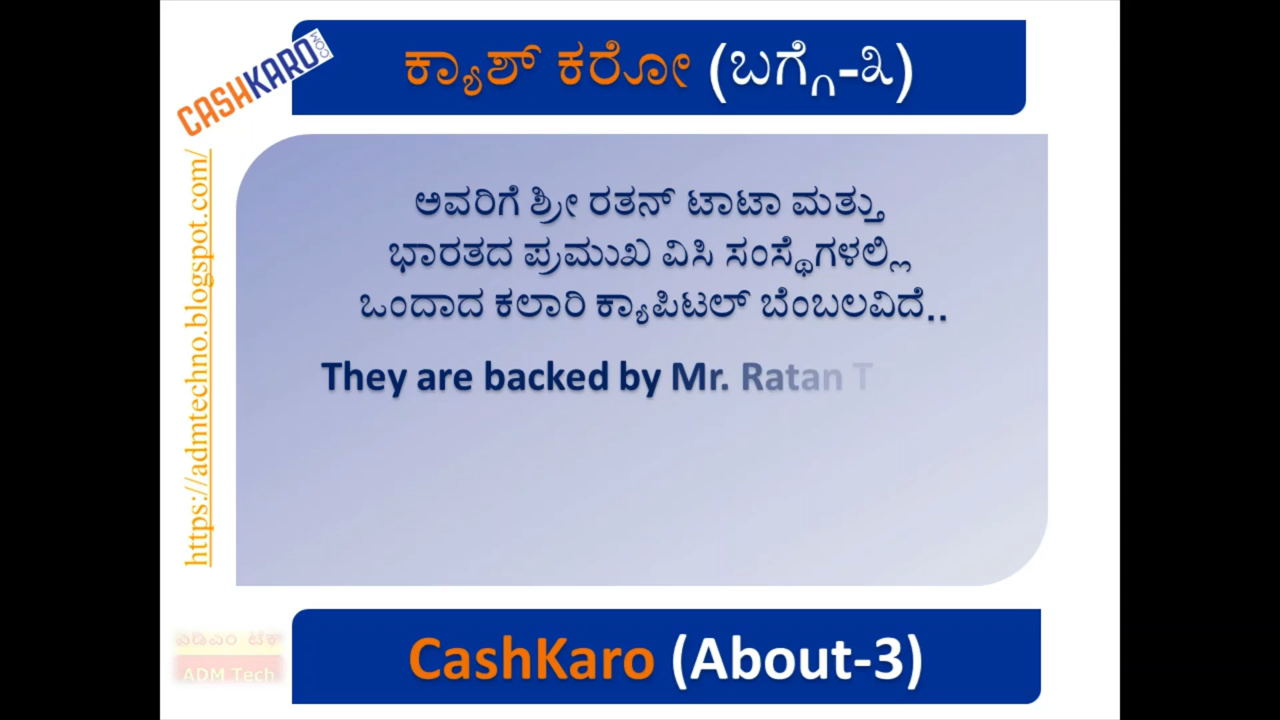 CASHKARO.COM
ಕ್ಯಾಶ್ ಕರೋ (ಬಗ್ಗೆ-೩)
https://admtechno.blogspot.com/
ಅವರಿಗೆ ಶ್ರೀ ರತನ್ ಟಾಟಾ ಮತ್ತು
ಭಾರತದ ಪ್ರಮುಖ ವಿಸಿ ಸಂಸ್ಥೆಗಳಲ್ಲಿ
ಒಂದಾದ ಕಲಾರಿ ಕ್ಯಾಪಿಟಲ್ ಬೆಂಬಲವಿದೆ..
They are backed by Mr. Ratan T
ಎಡಿಎಂ ಟೆಕ್
ADM Tech
CashKaro (About-3)